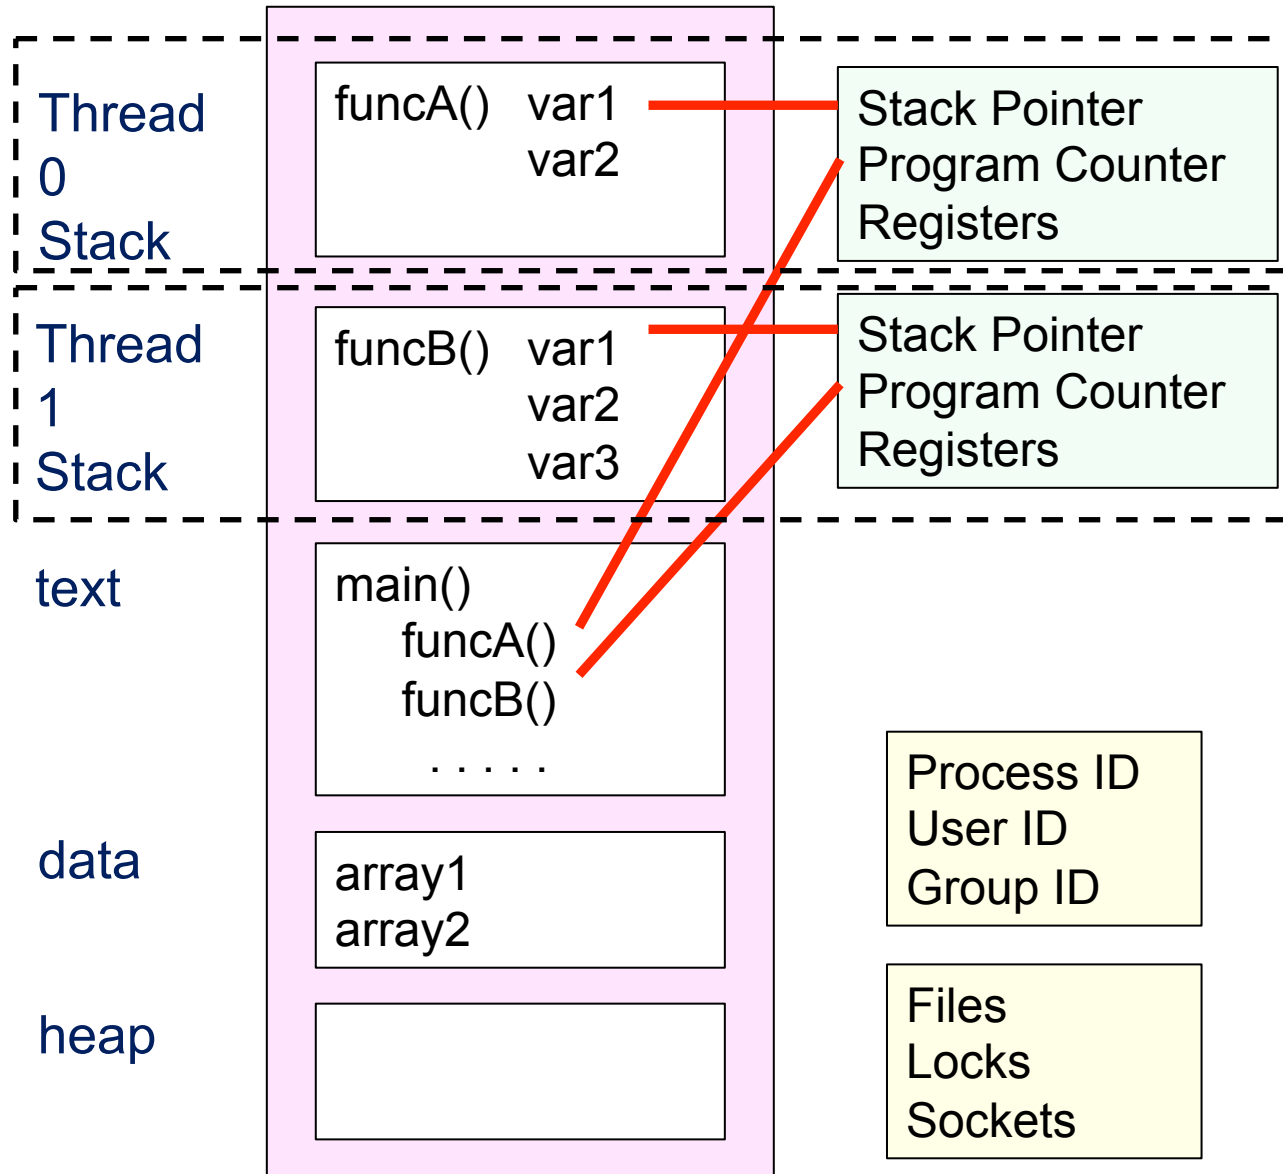 Thread
0
Stack
funcA() var1
var2
Stack Pointer
Program Counter
Registers
Thread
1
Stack
funcB() var1
var2
var3
Stack Pointer
Program Counter
Registers
text
main()
funcA()
funcB()
. . . . .
data
array1
array2
Process ID
User ID
Group ID
heap
Files
Locks
Sockets